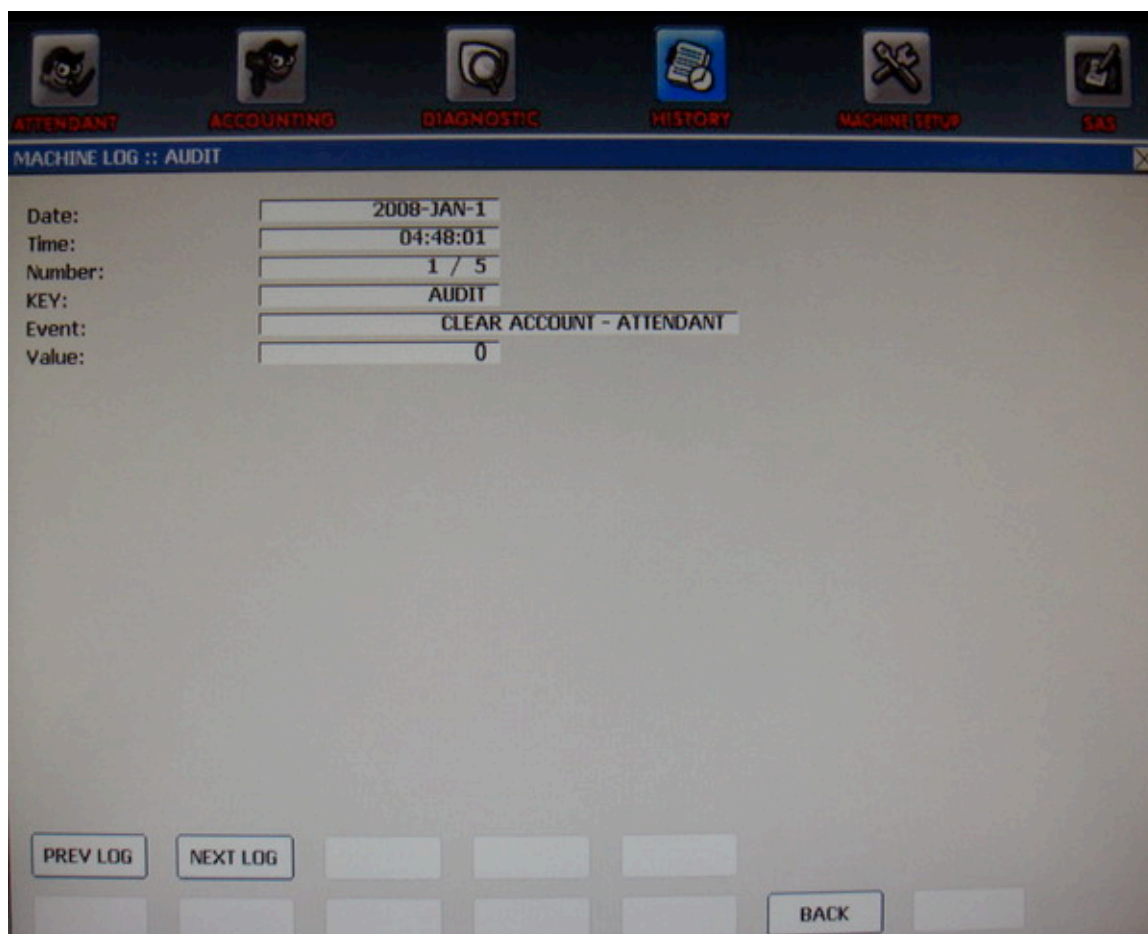 ATTENDANT ACCOUNTING DIAGNOSTIC HISTORY MACHINE SETUP SAS
MACHINE LOG :: AUDIT
Date: 2008-JAN-1
Time: 04:48:01
Number: 1 / 5
KEY: AUDIT
Event: CLEAR ACCOUNT - ATTENDANT
Value: 0
PREV LOG NEXT LOG
BACK